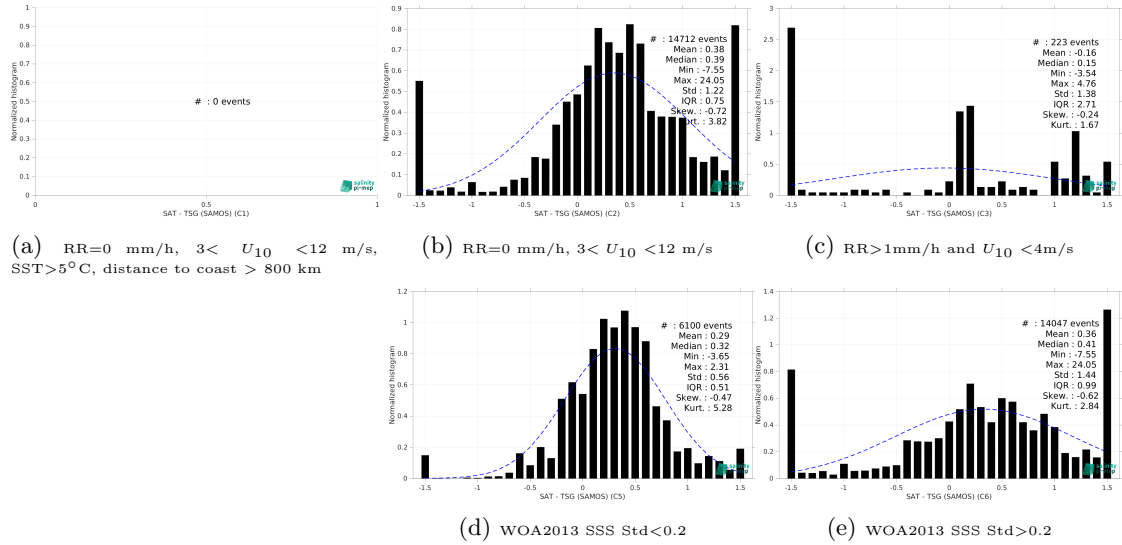 1
0.9
0.8
0.7
0.6
0.5
0.4
0.3
0.2
0.1
0
Normalized histogram
# : 0 events
salinity
pi-mep
0 0.5 1
SAT - TSG (SAMOS) (C1)
(a) RR=0 mm/h, 3< U10 <12 m/s,
SST>5°C, distance to coast > 800 km
0.9
0.8
0.7
0.6
0.5
0.4
0.3
0.2
0.1
0
Normalized histogram
# : 14712 events
Mean : 0.38
Median : 0.39
Min : -7.55
Max : 24.05
Std : 1.22
IQR : 0.75
Skew. : -0.72
Kurt. : 3.82
-1.5 -1 -0.5 0 0.5 1 1.5
SAT - TSG (SAMOS) (C2)
(b) RR=0 mm/h, 3< U10 <12 m/s
3
2.5
2
1.5
1
0.5
0
Normalized histogram
# : 223 events
Mean : -0.16
Median : 0.15
Min : -3.54
Max : 4.76
Std : 1.38
IQR : 2.71
Skew. : -0.24
Kurt. : 1.67
-1.5 -1 -0.5 0 0.5 1 1.5
SAT - TSG (SAMOS) (C3)
(c) RR>1mm/h and U10 <4m/s
1.2
1
0.8
0.6
0.4
0.2
0
Normalized histogram
# : 6100 events
Mean : 0.29
Median : 0.32
Min : -3.65
Max : 2.31
Std : 0.56
IQR : 0.51
Skew. : -0.47
Kurt. : 5.28
-1.5 -1 -0.5 0 0.5 1 1.5
SAT - TSG (SAMOS) (C5)
(d) WOA2013 SSS Std<0.2
1.4
1.2
1
0.8
0.6
0.4
0.2
0
Normalized histogram
# : 14047 events
Mean : 0.36
Median : 0.41
Min : -7.55
Max : 24.05
Std : 1.44
IQR : 0.99
Skew. : -0.62
Kurt. : 2.84
-1.5 -1 -0.5 0 0.5 1 1.5
SAT - TSG (SAMOS) (C6)
(e) WOA2013 SSS Std>0.2